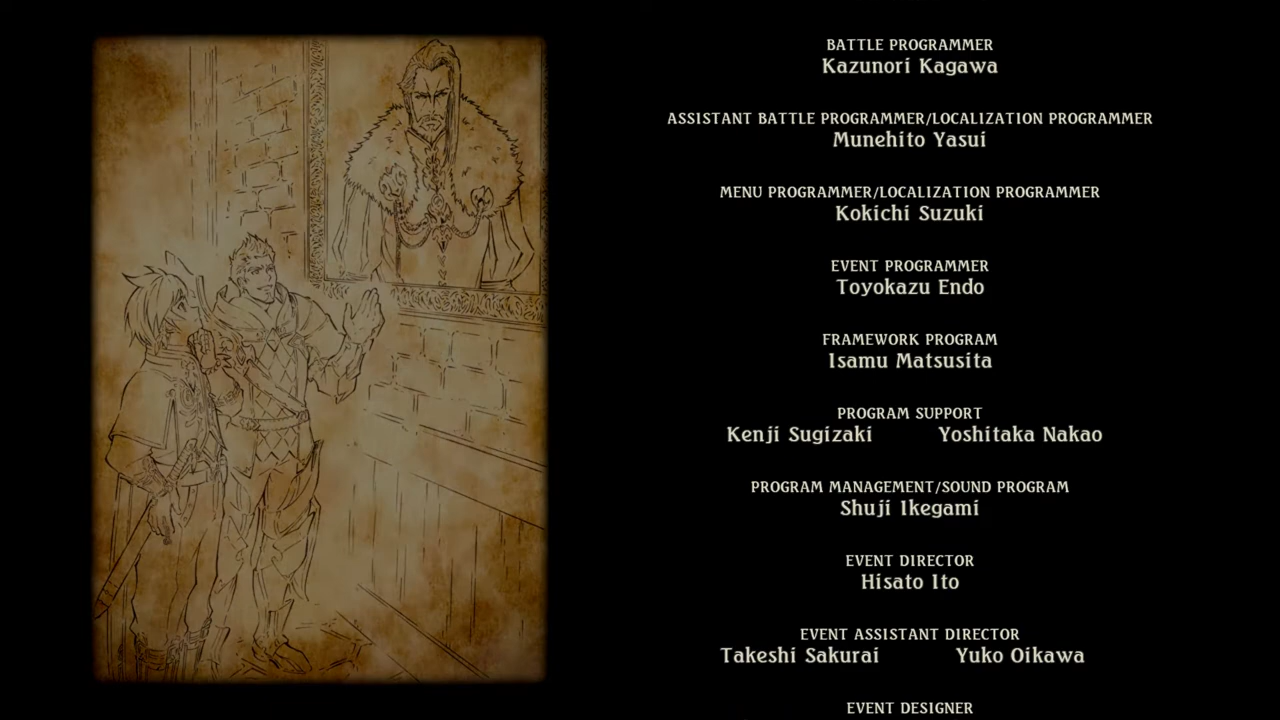 BATTLE PROGRAMMER
Kazunori Kagawa
ASSISTANT BATTLE PROGRAMMER/LOCALIZATION PROGRAMMER
Munehito Yasui
MENU PROGRAMMER/LOCALIZATION PROGRAMMER
Kokichi Suzuki
EVENT PROGRAMMER
Toyokazu Endo
FRAMEWORK PROGRAM
Isamu Matsusita
PROGRAM SUPPORT
Kenji Sugizaki Yoshitaka Nakao
PROGRAM MANAGEMENT/SOUND PROGRAM
Shuji Ikegami
EVENT DIRECTOR
Hisato Ito
EVENT ASSISTANT DIRECTOR
Takeshi Sakurai Yuko Oikawa
EVENT DESIGNER